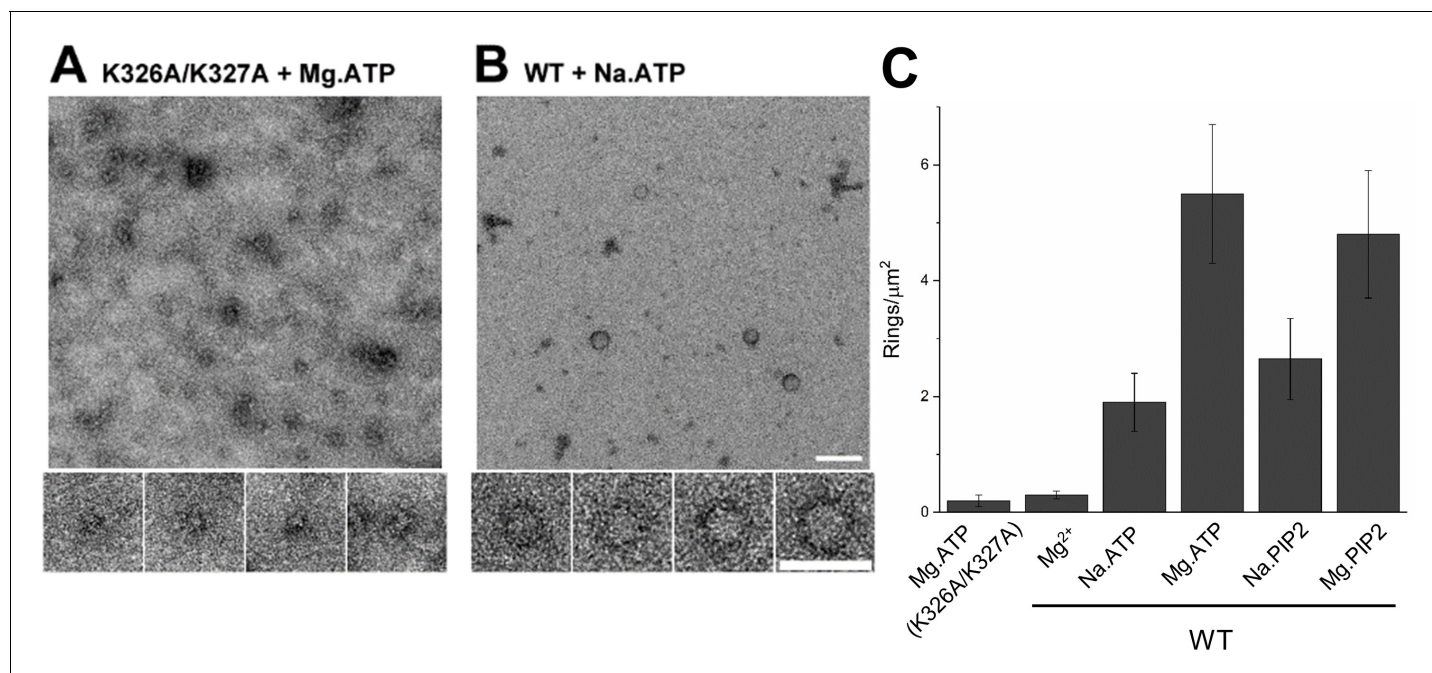 A K326A/K327A + Mg.ATP
B WT + Na.ATP
C
Rings/μm²
6
4
2
0
Mg.ATP
(K326A/K327A)
Mg²⁺
Na.ATP
Mg.ATP
Na.PIP2
Mg.PIP2
WT